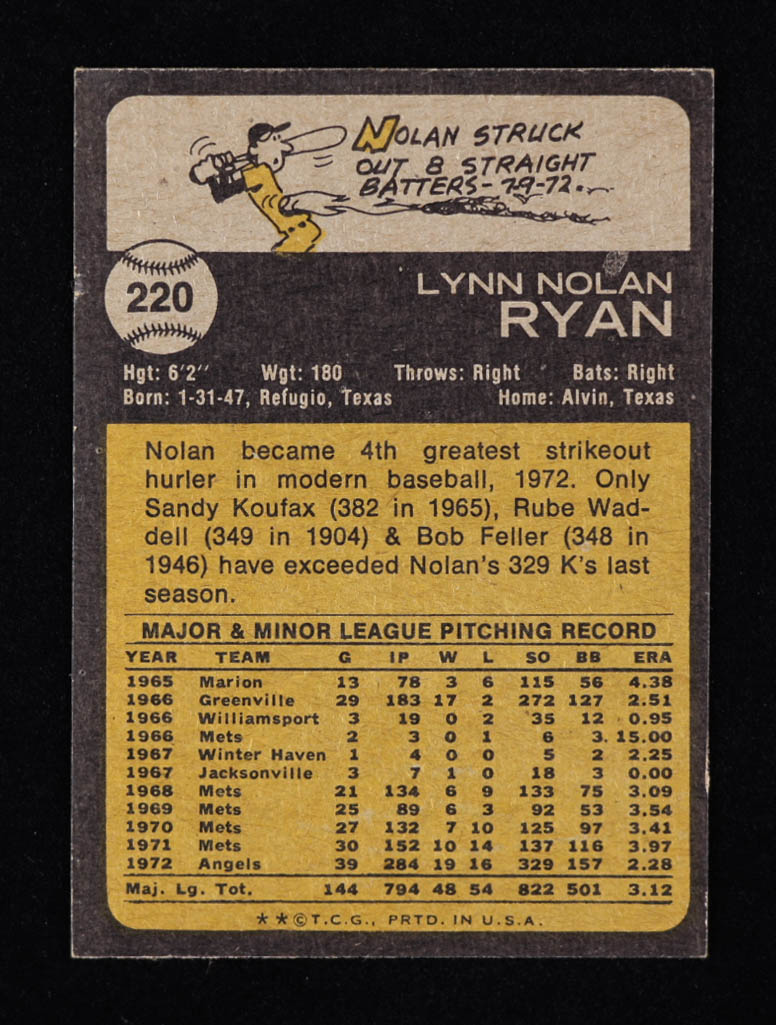 NOLAN STRUCK
OUT 8 STRAIGHT
BATTERS-7-9-72...
220
LYNN NOLAN
RYAN
Hgt: 6'2" Wgt: 180 Throws: Right Bats: Right
Born: 1-31-47, Refugio, Texas Home: Alvin, Texas
Nolan became 4th greatest strikeout
hurler in modern baseball, 1972. Only
Sandy Koufax (382 in 1965), Rube Wad-
dell (349 in 1904) & Bob Feller (348 in
1946) have exceeded Nolan's 329 K's last
season.
MAJOR & MINOR LEAGUE PITCHING RECORD
YEAR TEAM G IP W L SO BB ERA
1965 Marion 13 78 3 6 115 56 4.38
1966 Greenville 29 183 17 2 272 127 2.51
1966 Williamsport 3 19 0 2 35 12 0.95
1966 Mets 2 3 0 1 6 3. 15.00
1967 Winter Haven 1 4 0 0 5 2 2.25
1967 Jacksonville 3 7 1 0 18 3 0.00
1968 Mets 21 134 6 9 133 75 3.09
1969 Mets 25 89 6 3 92 53 3.54
1970 Mets 27 132 7 10 125 97 3.41
1971 Mets 30 152 10 14 137 116 3.97
1972 Angels 39 284 19 16 329 157 2.28
Maj. Lg. Tot. 144 794 48 54 822 501 3.12
**©T.C.G., PRTD. IN U.S.A.